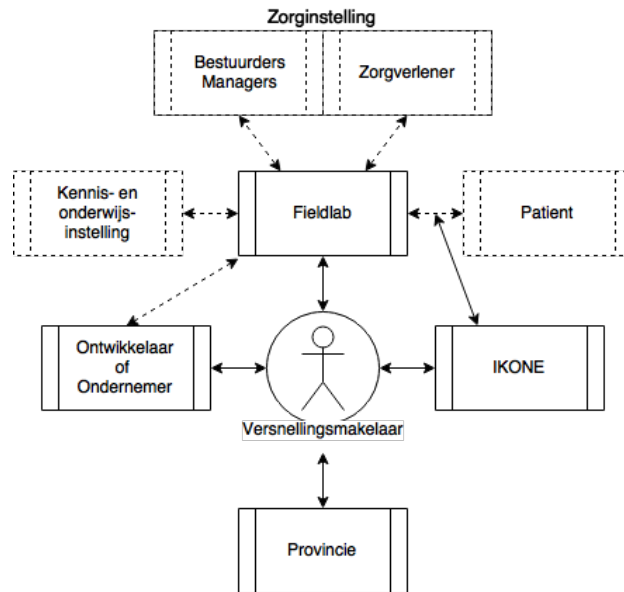 Zorginstelling
Bestuurders
Managers
Zorgverlener
Kennis- en
onderwijs-
instelling
Fieldlab
Patient
Ontwikkelaar
of
Ondernemer
IKONE
Versnellingsmakelaar
Provincie